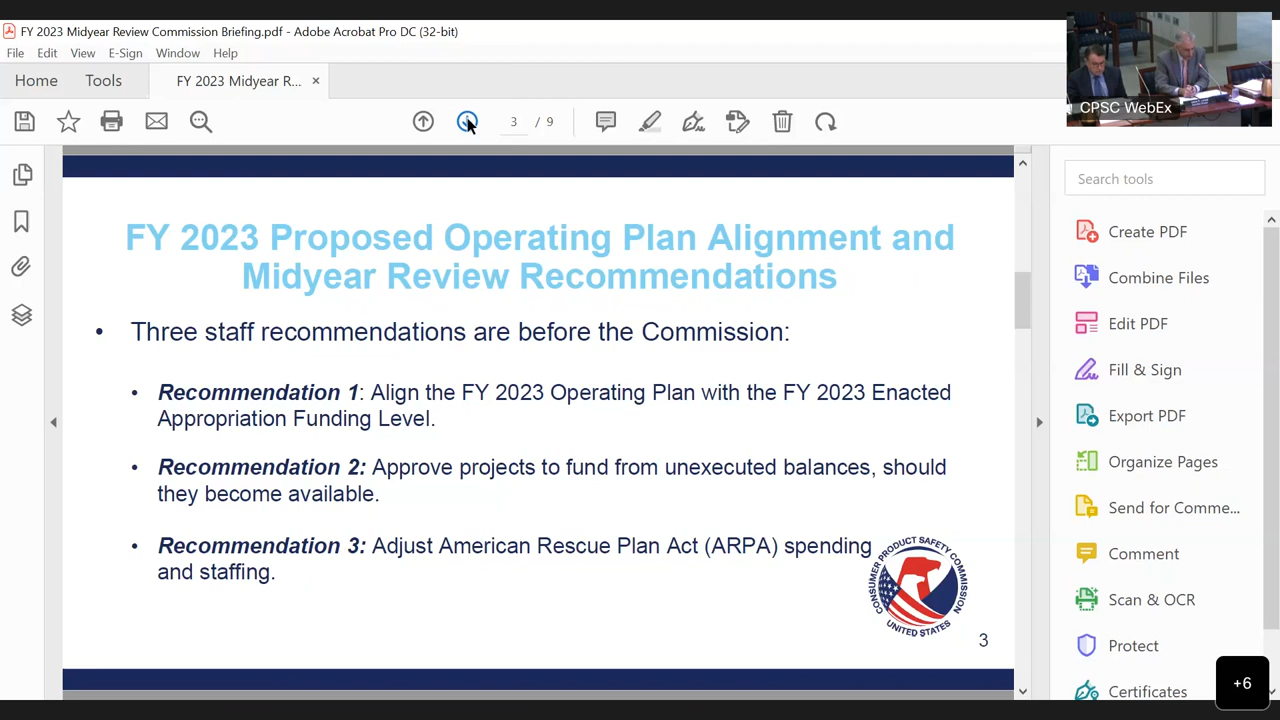 FY 2023 Midyear Review Commission Briefing.pdf - Adobe Acrobat Pro DC (32-bit)
File Edit View E-Sign Window Help
Home Tools FY 2023 Midyear R... ×
3 / 9
CPSC WebEx
Search tools
FY 2023 Proposed Operating Plan Alignment and
Midyear Review Recommendations
• Three staff recommendations are before the Commission:
• Recommendation 1: Align the FY 2023 Operating Plan with the FY 2023 Enacted
Appropriation Funding Level.
• Recommendation 2: Approve projects to fund from unexecuted balances, should
they become available.
• Recommendation 3: Adjust American Rescue Plan Act (ARPA) spending
and staffing.
CONSUMER PRODUCT SAFETY COMMISSION
UNITED STATES
3
Create PDF
Combine Files
Edit PDF
Fill & Sign
Export PDF
Organize Pages
Send for Comme...
Comment
Scan & OCR
Protect
Certificates
+6